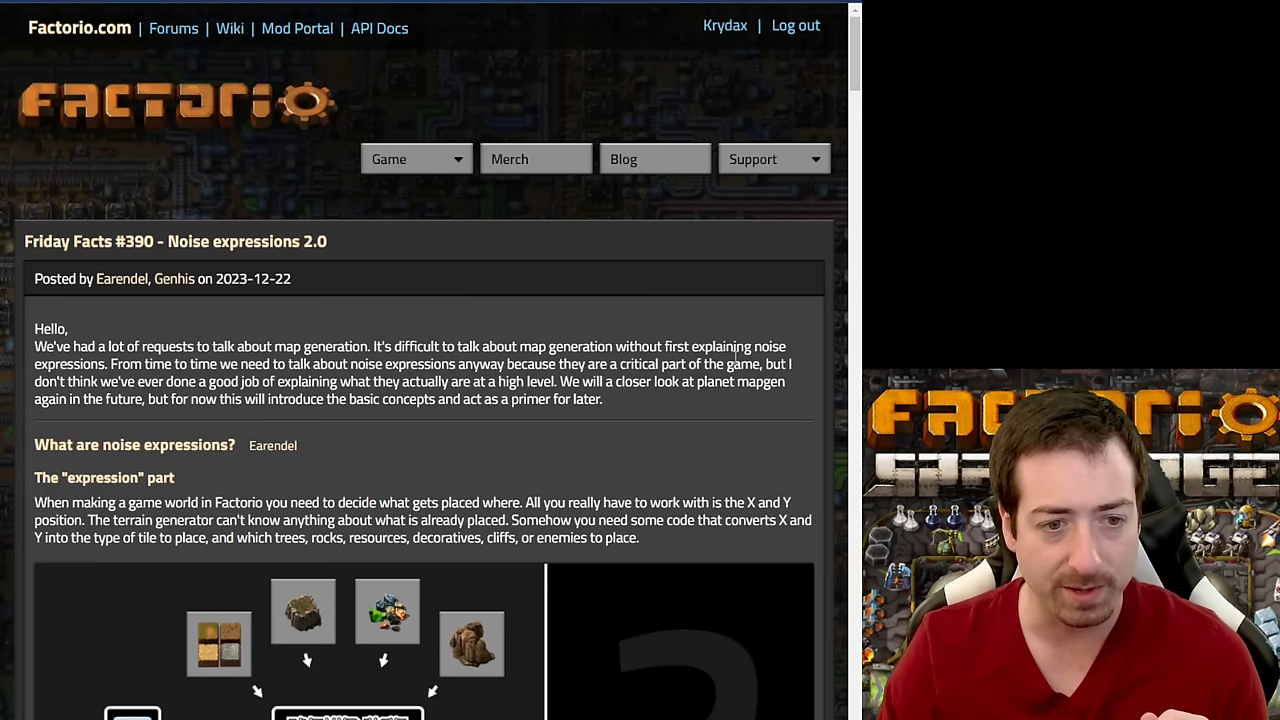 Factorio.com | Forums | Wiki | Mod Portal | API Docs
Krydax | Log out
FACTORIO
Game
Merch
Blog
Support
Friday Facts #390 - Noise expressions 2.0
Posted by Earendel, Genhis on 2023-12-22
Hello,
We've had a lot of requests to talk about map generation. It's difficult to talk about map generation without first explaining noise
expressions. From time to time we need to talk about noise expressions anyway because they are a critical part of the game, but I
don't think we've ever done a good job of explaining what they actually are at a high level. We will a closer look at planet mapgen
again in the future, but for now this will introduce the basic concepts and act as a primer for later.
What are noise expressions? Earendel
The "expression" part
When making a game world in Factorio you need to decide what gets placed where. All you really have to work with is the X and Y
position. The terrain generator can't know anything about what is already placed. Somehow you need some code that converts X and
Y into the type of tile to place, and which trees, rocks, resources, decoratives, cliffs, or enemies to place.
?